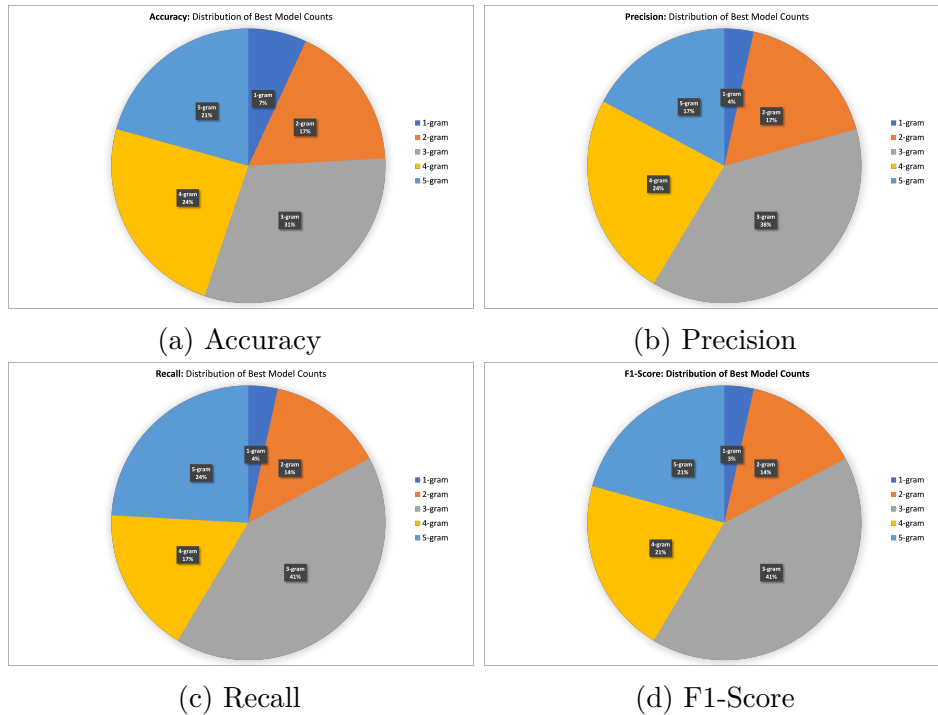 Accuracy: Distribution of Best Model Counts
1-gram
7%
2-gram
17%
3-gram
31%
4-gram
24%
5-gram
21%
1-gram
2-gram
3-gram
4-gram
5-gram
(a) Accuracy
Precision: Distribution of Best Model Counts
1-gram
4%
2-gram
17%
3-gram
38%
4-gram
24%
5-gram
17%
1-gram
2-gram
3-gram
4-gram
5-gram
(b) Precision
Recall: Distribution of Best Model Counts
1-gram
4%
2-gram
14%
3-gram
41%
4-gram
17%
5-gram
24%
1-gram
2-gram
3-gram
4-gram
5-gram
(c) Recall
F1-Score: Distribution of Best Model Counts
1-gram
3%
2-gram
14%
3-gram
41%
4-gram
21%
5-gram
21%
1-gram
2-gram
3-gram
4-gram
5-gram
(d) F1-Score